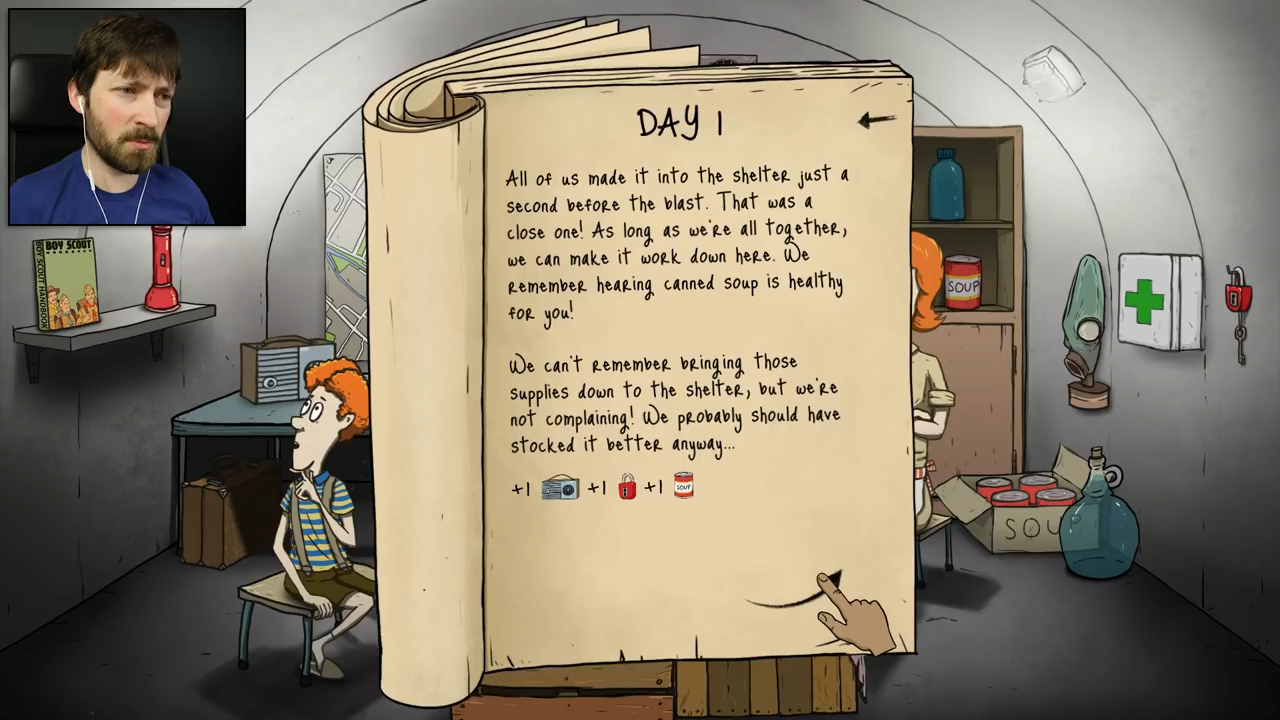 DAY 1
All of us made it into the shelter just a
second before the blast. That was a
close one! As long as we're all together,
we can make it work down here. We
remember hearing canned soup is healthy
for you!
We can't remember bringing those
supplies down to the shelter, but we're
not complaining! We probably should have
stocked it better anyway...
+1 +1 +1 SOUP
BOY SCOUT
BOY SCOUT HANDBOOK
SOUP
SOU